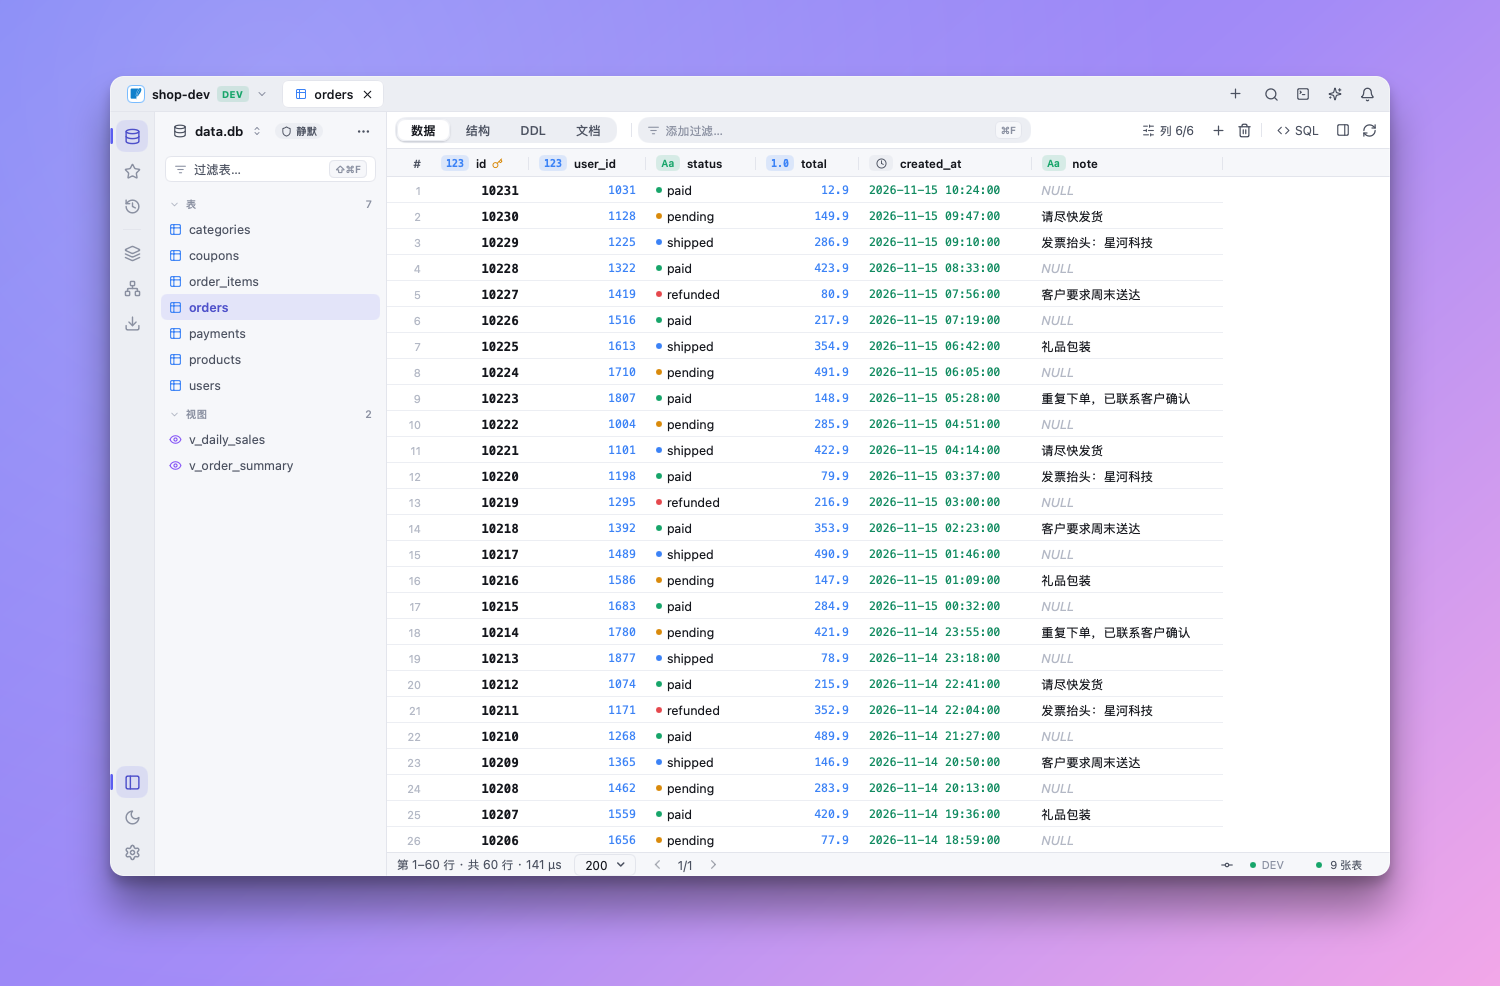 shop-dev DEV orders
data.db 静默
过滤表... ⇧⌘F
表 7
categories
coupons
order_items
orders
payments
products
users
视图 2
v_daily_sales
v_order_summary
数据 结构 DDL 文档 添加过滤... ⌘F 列 6/6 SQL
# 123 id 123 user_id Aa status 1.0 total created_at Aa note
1 10231 1031 paid 12.9 2026-11-15 10:24:00 NULL
2 10230 1128 pending 149.9 2026-11-15 09:47:00 请尽快发货
3 10229 1225 shipped 286.9 2026-11-15 09:10:00 发票抬头：星河科技
4 10228 1322 paid 423.9 2026-11-15 08:33:00 NULL
5 10227 1419 refunded 80.9 2026-11-15 07:56:00 客户要求周末送达
6 10226 1516 paid 217.9 2026-11-15 07:19:00 NULL
7 10225 1613 shipped 354.9 2026-11-15 06:42:00 礼品包装
8 10224 1710 pending 491.9 2026-11-15 06:05:00 NULL
9 10223 1807 paid 148.9 2026-11-15 05:28:00 重复下单，已联系客户确认
10 10222 1004 pending 285.9 2026-11-15 04:51:00 NULL
11 10221 1101 shipped 422.9 2026-11-15 04:14:00 请尽快发货
12 10220 1198 paid 79.9 2026-11-15 03:37:00 发票抬头：星河科技
13 10219 1295 refunded 216.9 2026-11-15 03:00:00 NULL
14 10218 1392 paid 353.9 2026-11-15 02:23:00 客户要求周末送达
15 10217 1489 shipped 490.9 2026-11-15 01:46:00 NULL
16 10216 1586 pending 147.9 2026-11-15 01:09:00 礼品包装
17 10215 1683 paid 284.9 2026-11-15 00:32:00 NULL
18 10214 1780 pending 421.9 2026-11-14 23:55:00 重复下单，已联系客户确认
19 10213 1877 shipped 78.9 2026-11-14 23:18:00 NULL
20 10212 1074 paid 215.9 2026-11-14 22:41:00 请尽快发货
21 10211 1171 refunded 352.9 2026-11-14 22:04:00 发票抬头：星河科技
22 10210 1268 paid 489.9 2026-11-14 21:27:00 NULL
23 10209 1365 shipped 146.9 2026-11-14 20:50:00 客户要求周末送达
24 10208 1462 pending 283.9 2026-11-14 20:13:00 NULL
25 10207 1559 paid 420.9 2026-11-14 19:36:00 礼品包装
26 10206 1656 pending 77.9 2026-11-14 18:59:00 NULL
第 1–60 行 · 共 60 行 · 141 µs 200 1/1 DEV 9 张表